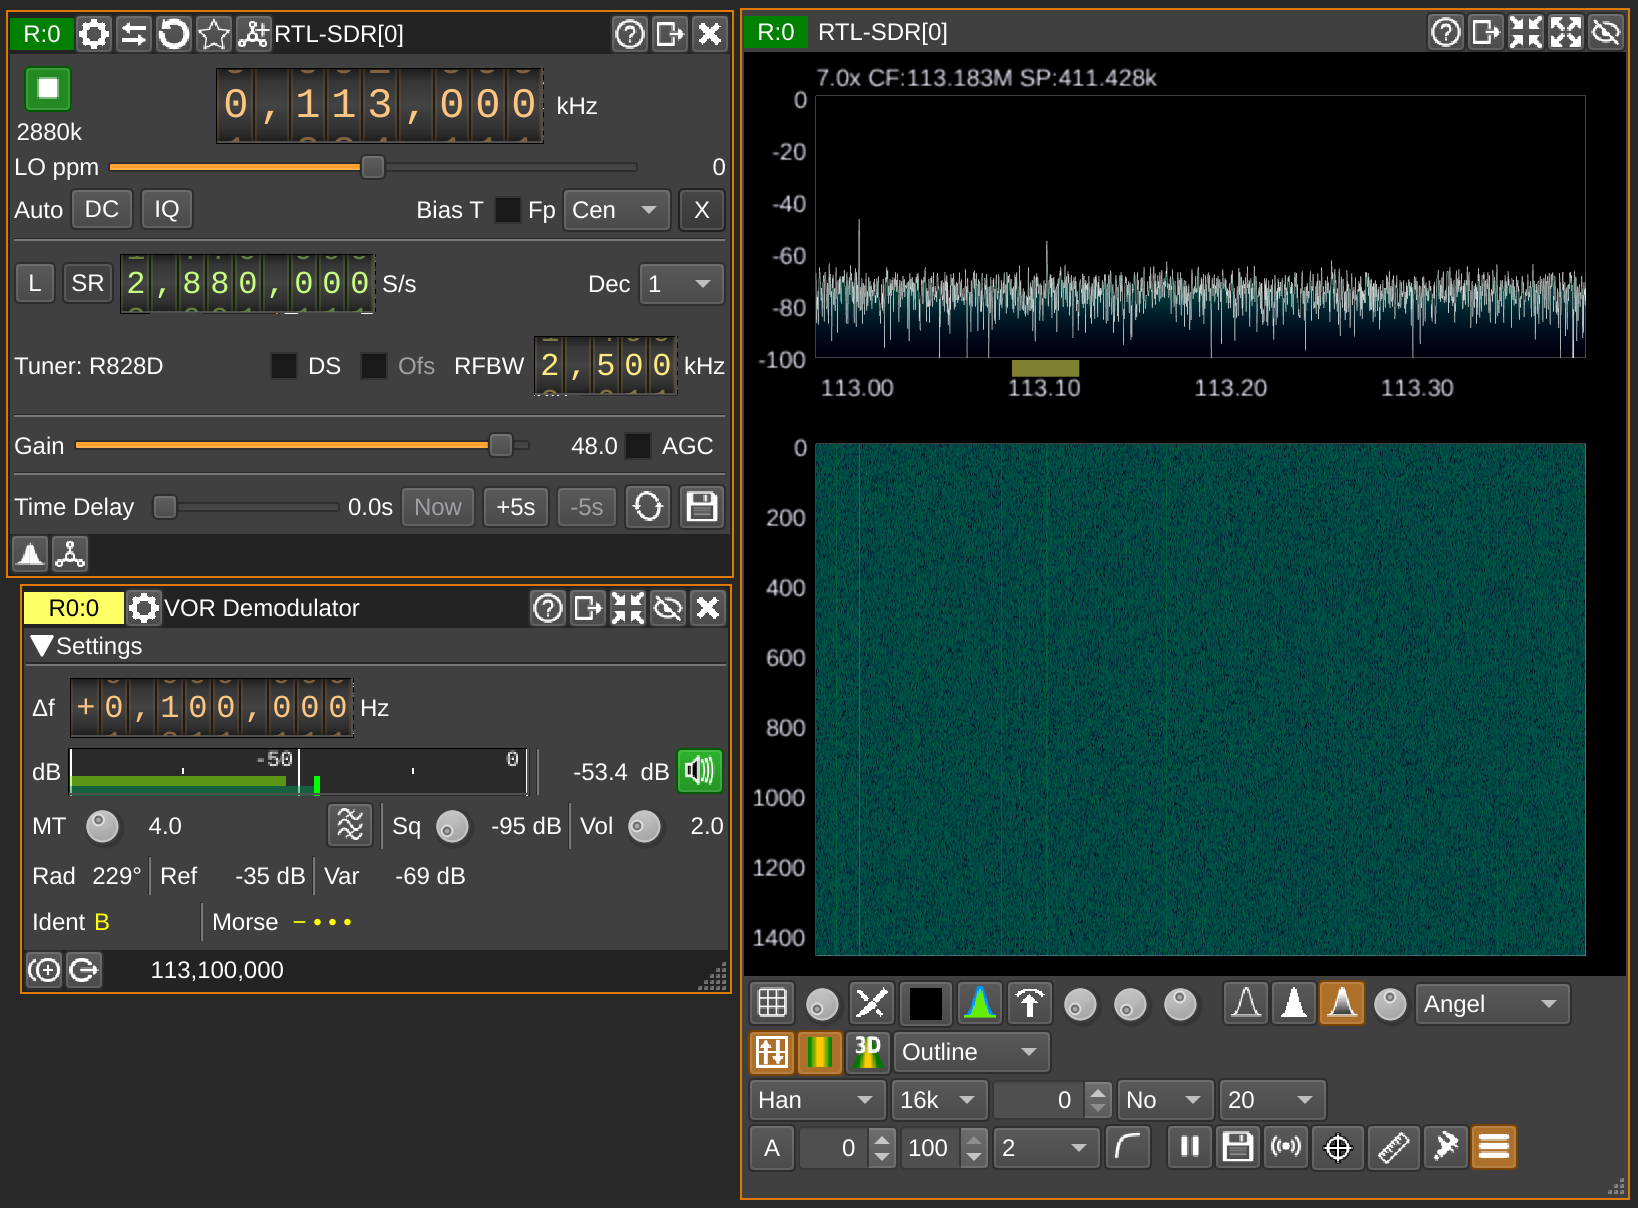 R:0 RTL-SDR[0]
0,113,000 kHz
2880k
LO ppm 0
Auto DC IQ Bias T Fp Cen X
L SR 2,880,000 S/s Dec 1
Tuner: R828D DS Ofs RFBW 2,500 kHz
Gain 48.0 AGC
Time Delay 0.0s Now +5s -5s
R0:0 VOR Demodulator
Settings
Δf +0,100,000 Hz
dB -50 0 -53.4 dB
MT 4.0 Sq -95 dB Vol 2.0
Rad 229° Ref -35 dB Var -69 dB
Ident B Morse −•••
113,100,000
R:0 RTL-SDR[0]
7.0x CF:113.183M SP:411.428k
0
-20
-40
-60
-80
-100
113.00 113.10 113.20 113.30
0
200
400
600
800
1000
1200
1400
Angel
3D Outline
Han 16k 0 No 20
A 0 100 2